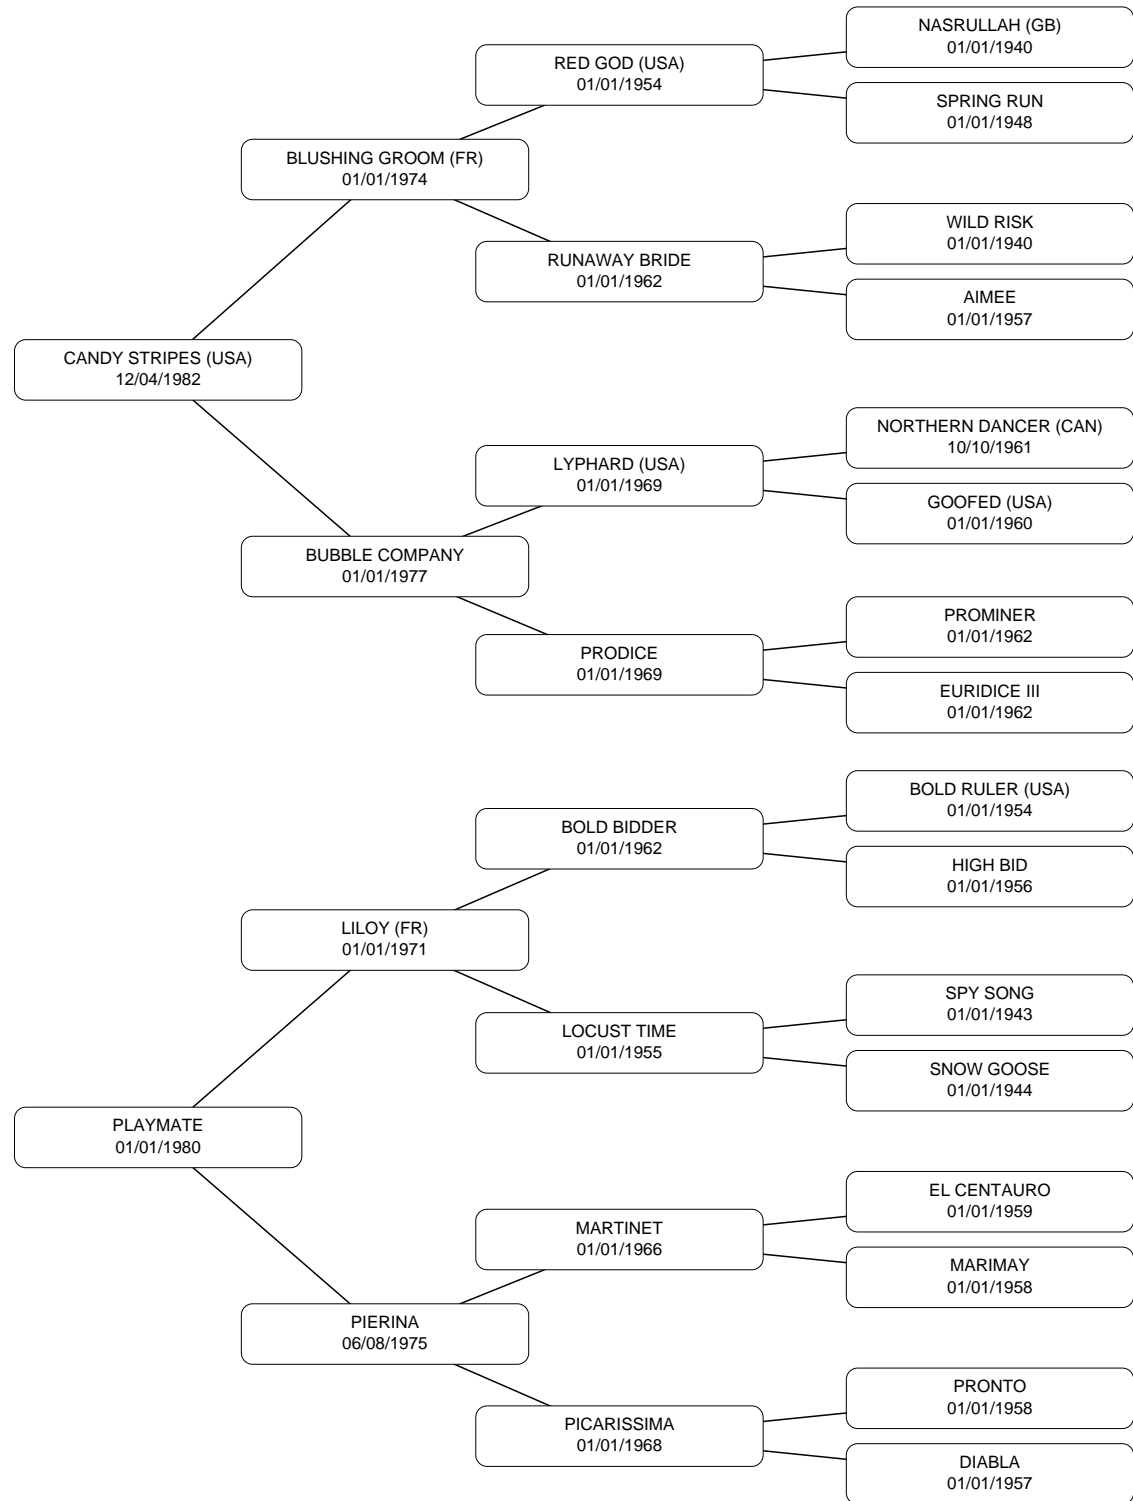 NASRULLAH (GB)
01/01/1940
RED GOD (USA)
01/01/1954
SPRING RUN
01/01/1948
BLUSHING GROOM (FR)
01/01/1974
WILD RISK
01/01/1940
RUNAWAY BRIDE
01/01/1962
AIMEE
01/01/1957
CANDY STRIPES (USA)
12/04/1982
NORTHERN DANCER (CAN)
10/10/1961
LYPHARD (USA)
01/01/1969
GOOFED (USA)
01/01/1960
BUBBLE COMPANY
01/01/1977
PROMINER
01/01/1962
PRODICE
01/01/1969
EURIDICE III
01/01/1962
BOLD RULER (USA)
01/01/1954
BOLD BIDDER
01/01/1962
HIGH BID
01/01/1956
LILOY (FR)
01/01/1971
SPY SONG
01/01/1943
LOCUST TIME
01/01/1955
SNOW GOOSE
01/01/1944
PLAYMATE
01/01/1980
EL CENTAURO
01/01/1959
MARTINET
01/01/1966
MARIMAY
01/01/1958
PIERINA
06/08/1975
PRONTO
01/01/1958
PICARISSIMA
01/01/1968
DIABLA
01/01/1957